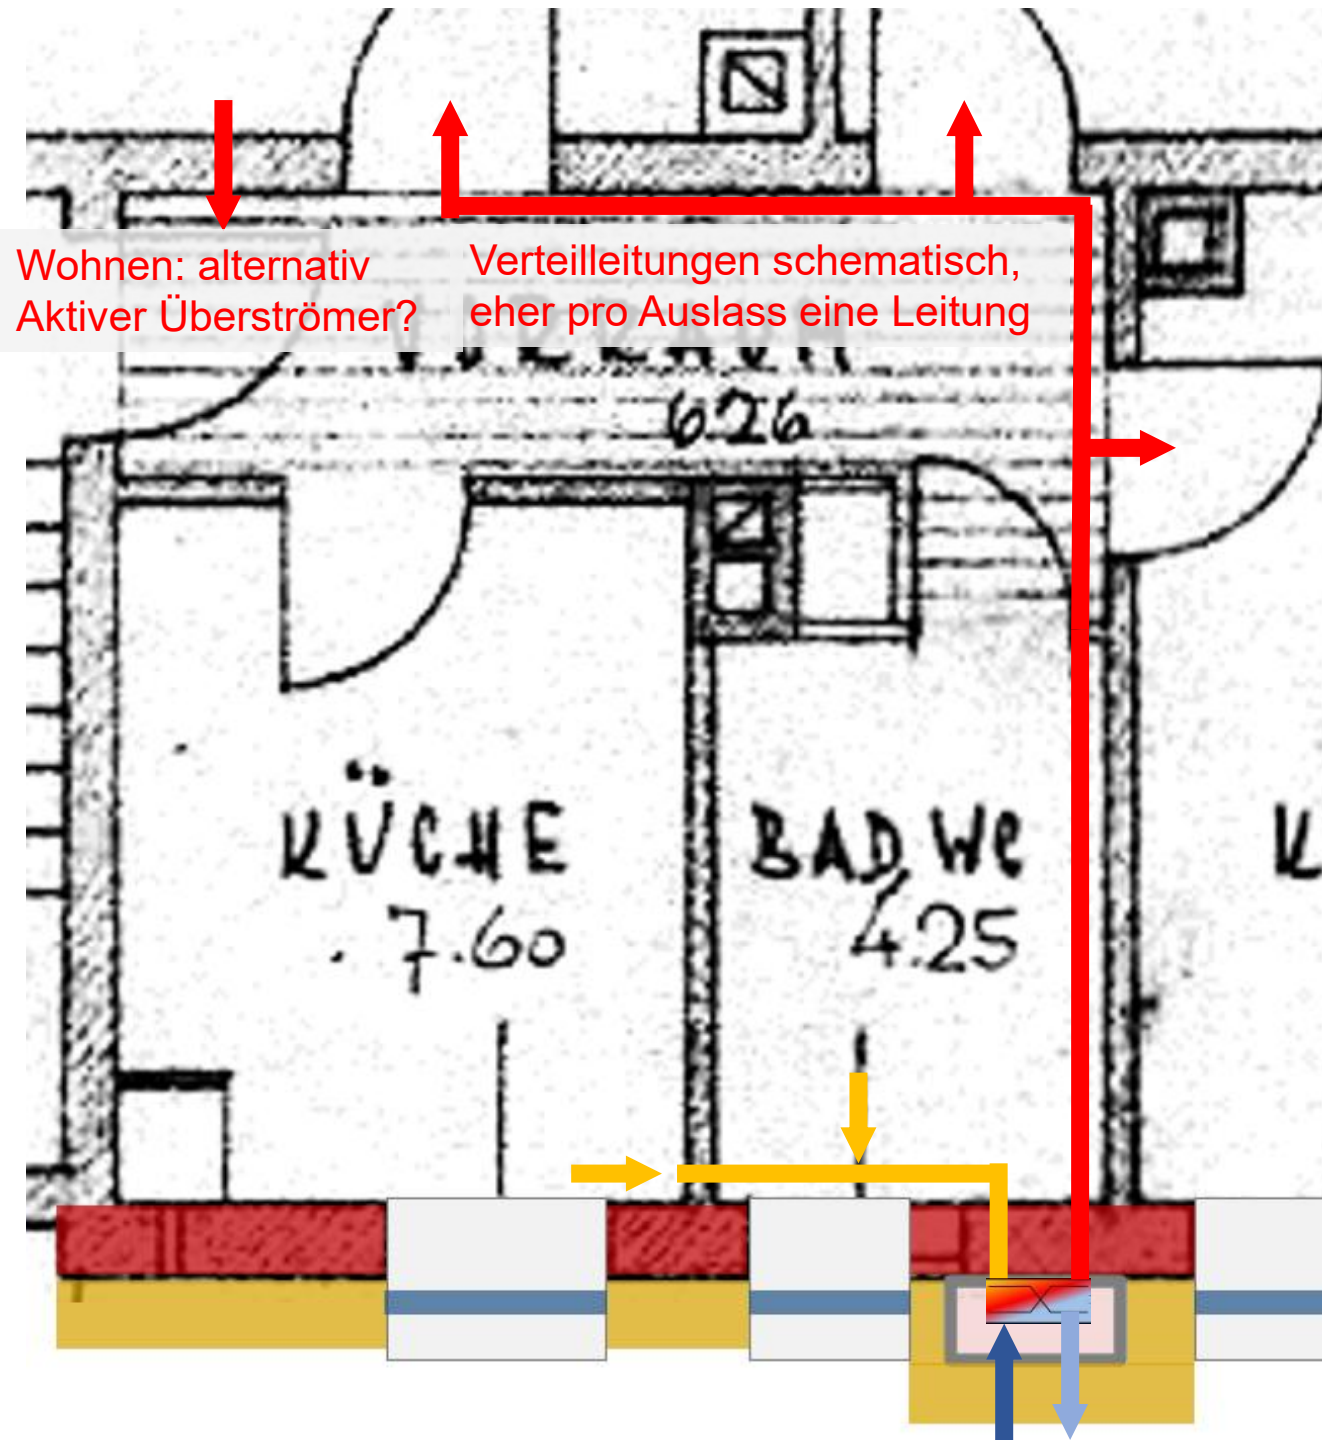 Wohnen: alternativ
Aktiver Überströmer?
Verteilleitungen schematisch,
eher pro Auslass eine Leitung
6.26
KÜCHE
7.60
BAD WC
4.25
K